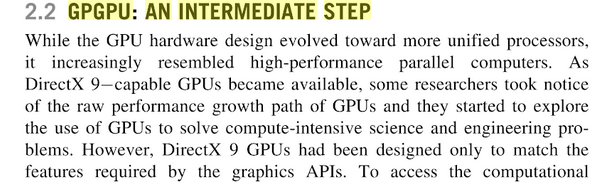 2.2 GPGPU: AN INTERMEDIATE STEP
While the GPU hardware design evolved toward more unified processors,
it increasingly resembled high-performance parallel computers. As
DirectX 9−capable GPUs became available, some researchers took notice
of the raw performance growth path of GPUs and they started to explore
the use of GPUs to solve compute-intensive science and engineering pro-
blems. However, DirectX 9 GPUs had been designed only to match the
features required by the graphics APIs. To access the computational